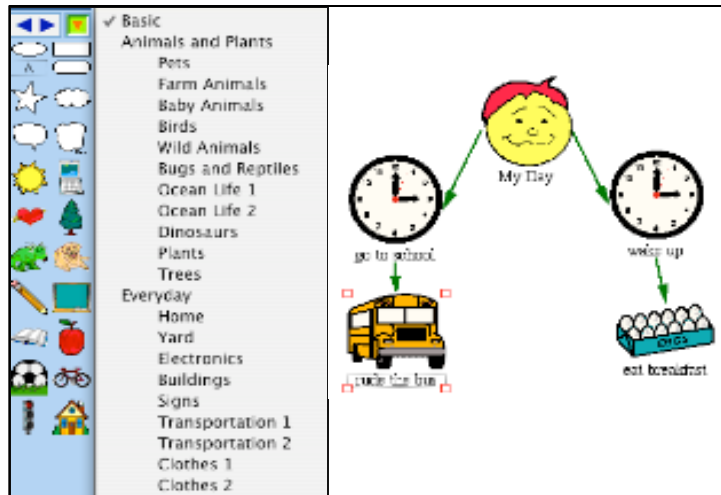 ✓ Basic
Animals and Plants
Pets
Farm Animals
Baby Animals
Birds
Wild Animals
Bugs and Reptiles
Ocean Life 1
Ocean Life 2
Dinosaurs
Plants
Trees
Everyday
Home
Yard
Electronics
Buildings
Signs
Transportation 1
Transportation 2
Clothes 1
Clothes 2
A
My Day
go to school
wake up
ride the bus
EGGS
eat breakfast